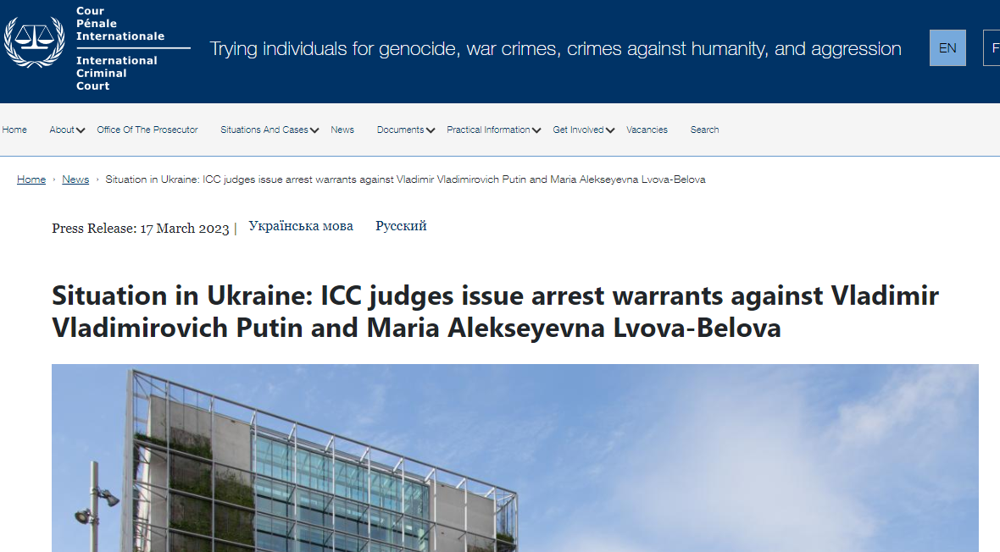 Cour
Pénale
Internationale
International
Criminal
Court
Trying individuals for genocide, war crimes, crimes against humanity, and aggression
EN
F
Home About Office Of The Prosecutor Situations And Cases News Documents Practical Information Get Involved Vacancies Search
Home › News › Situation in Ukraine: ICC judges issue arrest warrants against Vladimir Vladimirovich Putin and Maria Alekseyevna Lvova-Belova
Press Release: 17 March 2023 | Українська мова Русский
Situation in Ukraine: ICC judges issue arrest warrants against Vladimir
Vladimirovich Putin and Maria Alekseyevna Lvova-Belova